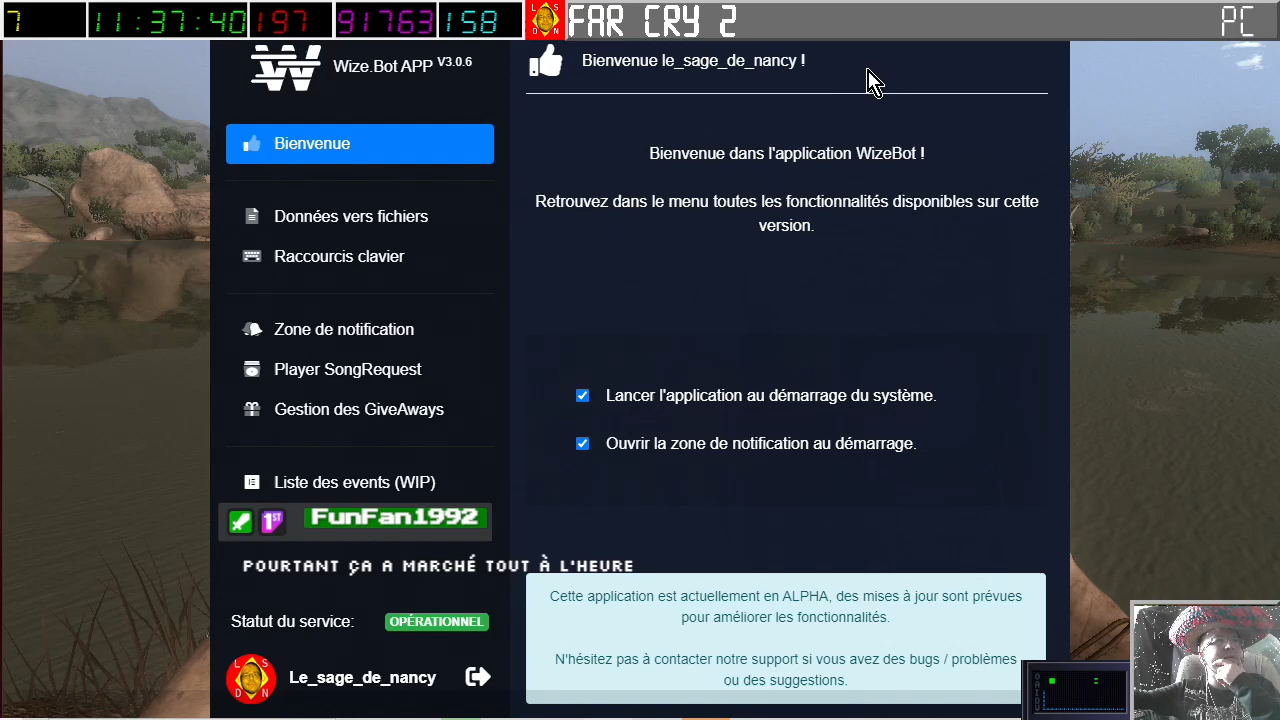 7 11:37:40 197 91763 158 FAR CRY 2 PC
Wize.Bot APP V3.0.6
Bienvenue le_sage_de_nancy !
Bienvenue
Bienvenue dans l'application WizeBot !
Retrouvez dans le menu toutes les fonctionnalités disponibles sur cette
version.
Données vers fichiers
Raccourcis clavier
Zone de notification
Player SongRequest
Gestion des GiveAways
Lancer l'application au démarrage du système.
Ouvrir la zone de notification au démarrage.
Liste des events (WIP)
1ST FunFan1992
POURTANT ÇA A MARCHÉ TOUT À L'HEURE
Cette application est actuellement en ALPHA, des mises à jour sont prévues
pour améliorer les fonctionnalités.
N'hésitez pas à contacter notre support si vous avez des bugs / problèmes
ou des suggestions.
Statut du service: OPÉRATIONNEL
L S D N Le_sage_de_nancy